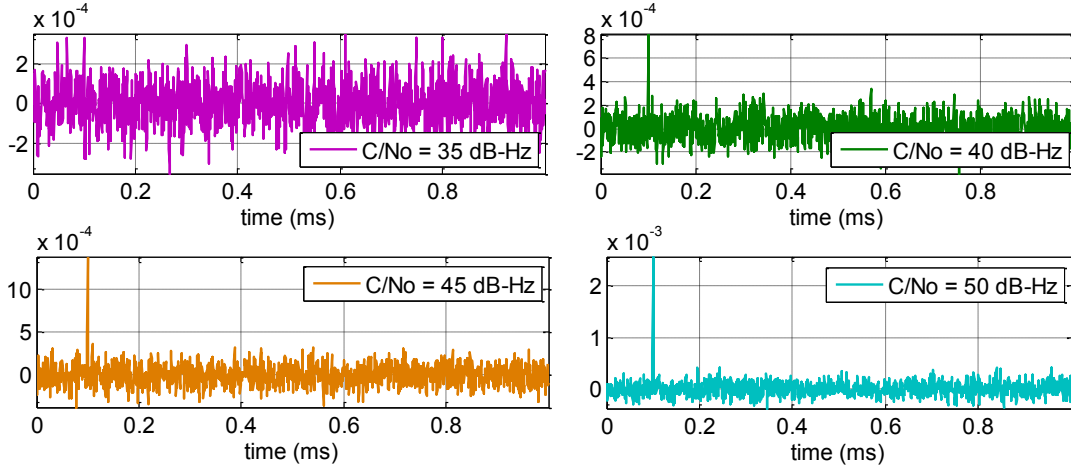 x 10^-4
2
0
-2
C/No = 35 dB-Hz
0 0.2 0.4 0.6 0.8
time (ms)
x 10^-4
8
6
4
2
0
-2
C/No = 40 dB-Hz
0 0.2 0.4 0.6 0.8
time (ms)
x 10^-4
10
5
0
C/No = 45 dB-Hz
0 0.2 0.4 0.6 0.8
time (ms)
x 10^-3
2
1
0
C/No = 50 dB-Hz
0 0.2 0.4 0.6 0.8
time (ms)